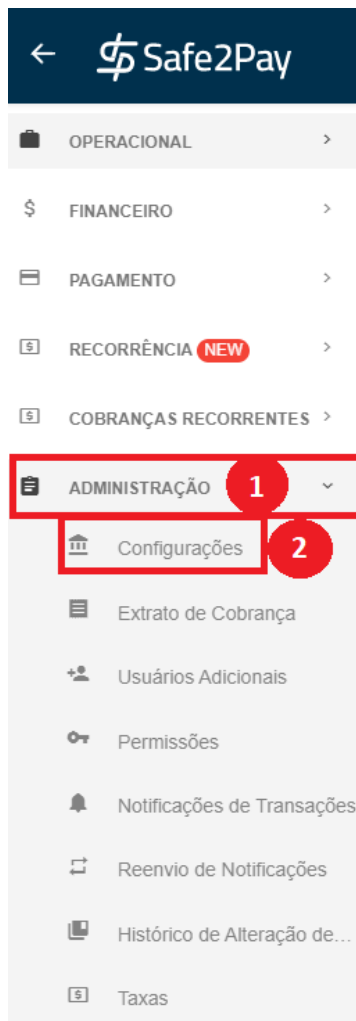 Safe2Pay
OPERACIONAL
FINANCEIRO
PAGAMENTO
RECORRÊNCIA NEW
COBRANÇAS RECORRENTES
ADMINISTRAÇÃO 1
Configurações 2
Extrato de Cobrança
Usuários Adicionais
Permissões
Notificações de Transações
Reenvio de Notificações
Histórico de Alteração de...
Taxas